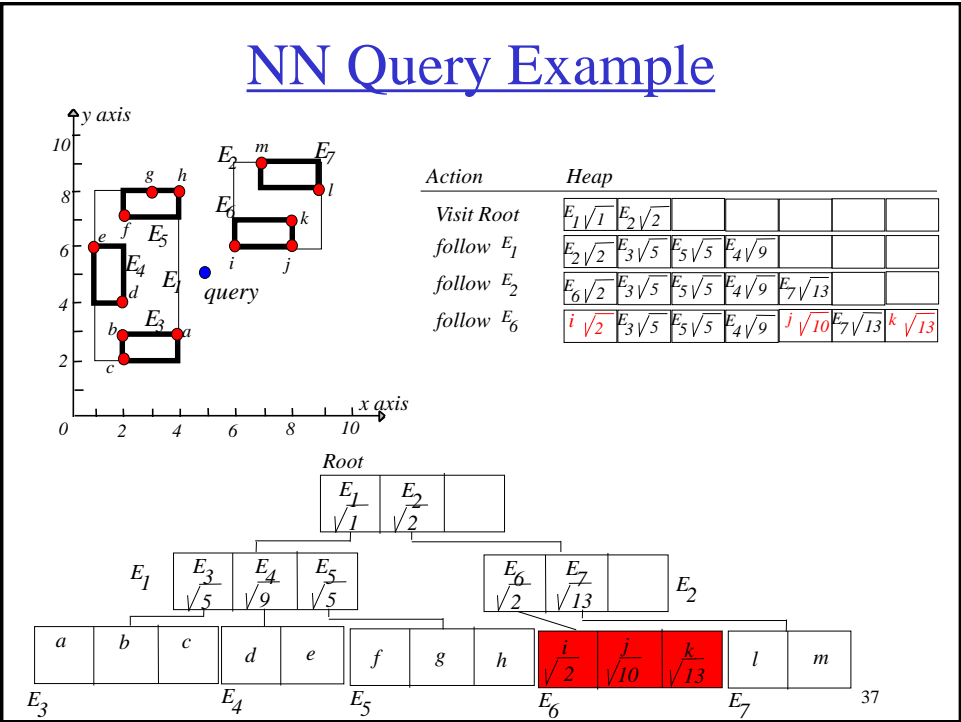 NN Query Example
y axis
10
8
6
4
2
0
2
4
6
8
10
x axis
E2
m
E7
g
h
l
E6
k
f
e
E5
i
j
E4
E1
query
d
E3
b
a
c
Action Heap
Visit Root E1 √1 E2 √2
follow E1 E2 √2 E3 √5 E5 √5 E4 √9
follow E2 E6 √2 E3 √5 E5 √5 E4 √9 E7 √13
follow E6 i √2 E3 √5 E5 √5 E4 √9 j √10 E7 √13 k √13
Root
E1 E2
√1 √2
E1 E3 E4 E5 E6 E7 E2
√5 √9 √5 √2 √13
a b c d e f g h i j k l m
√2 √10 √13
E3 E4 E5 E6 E7
37